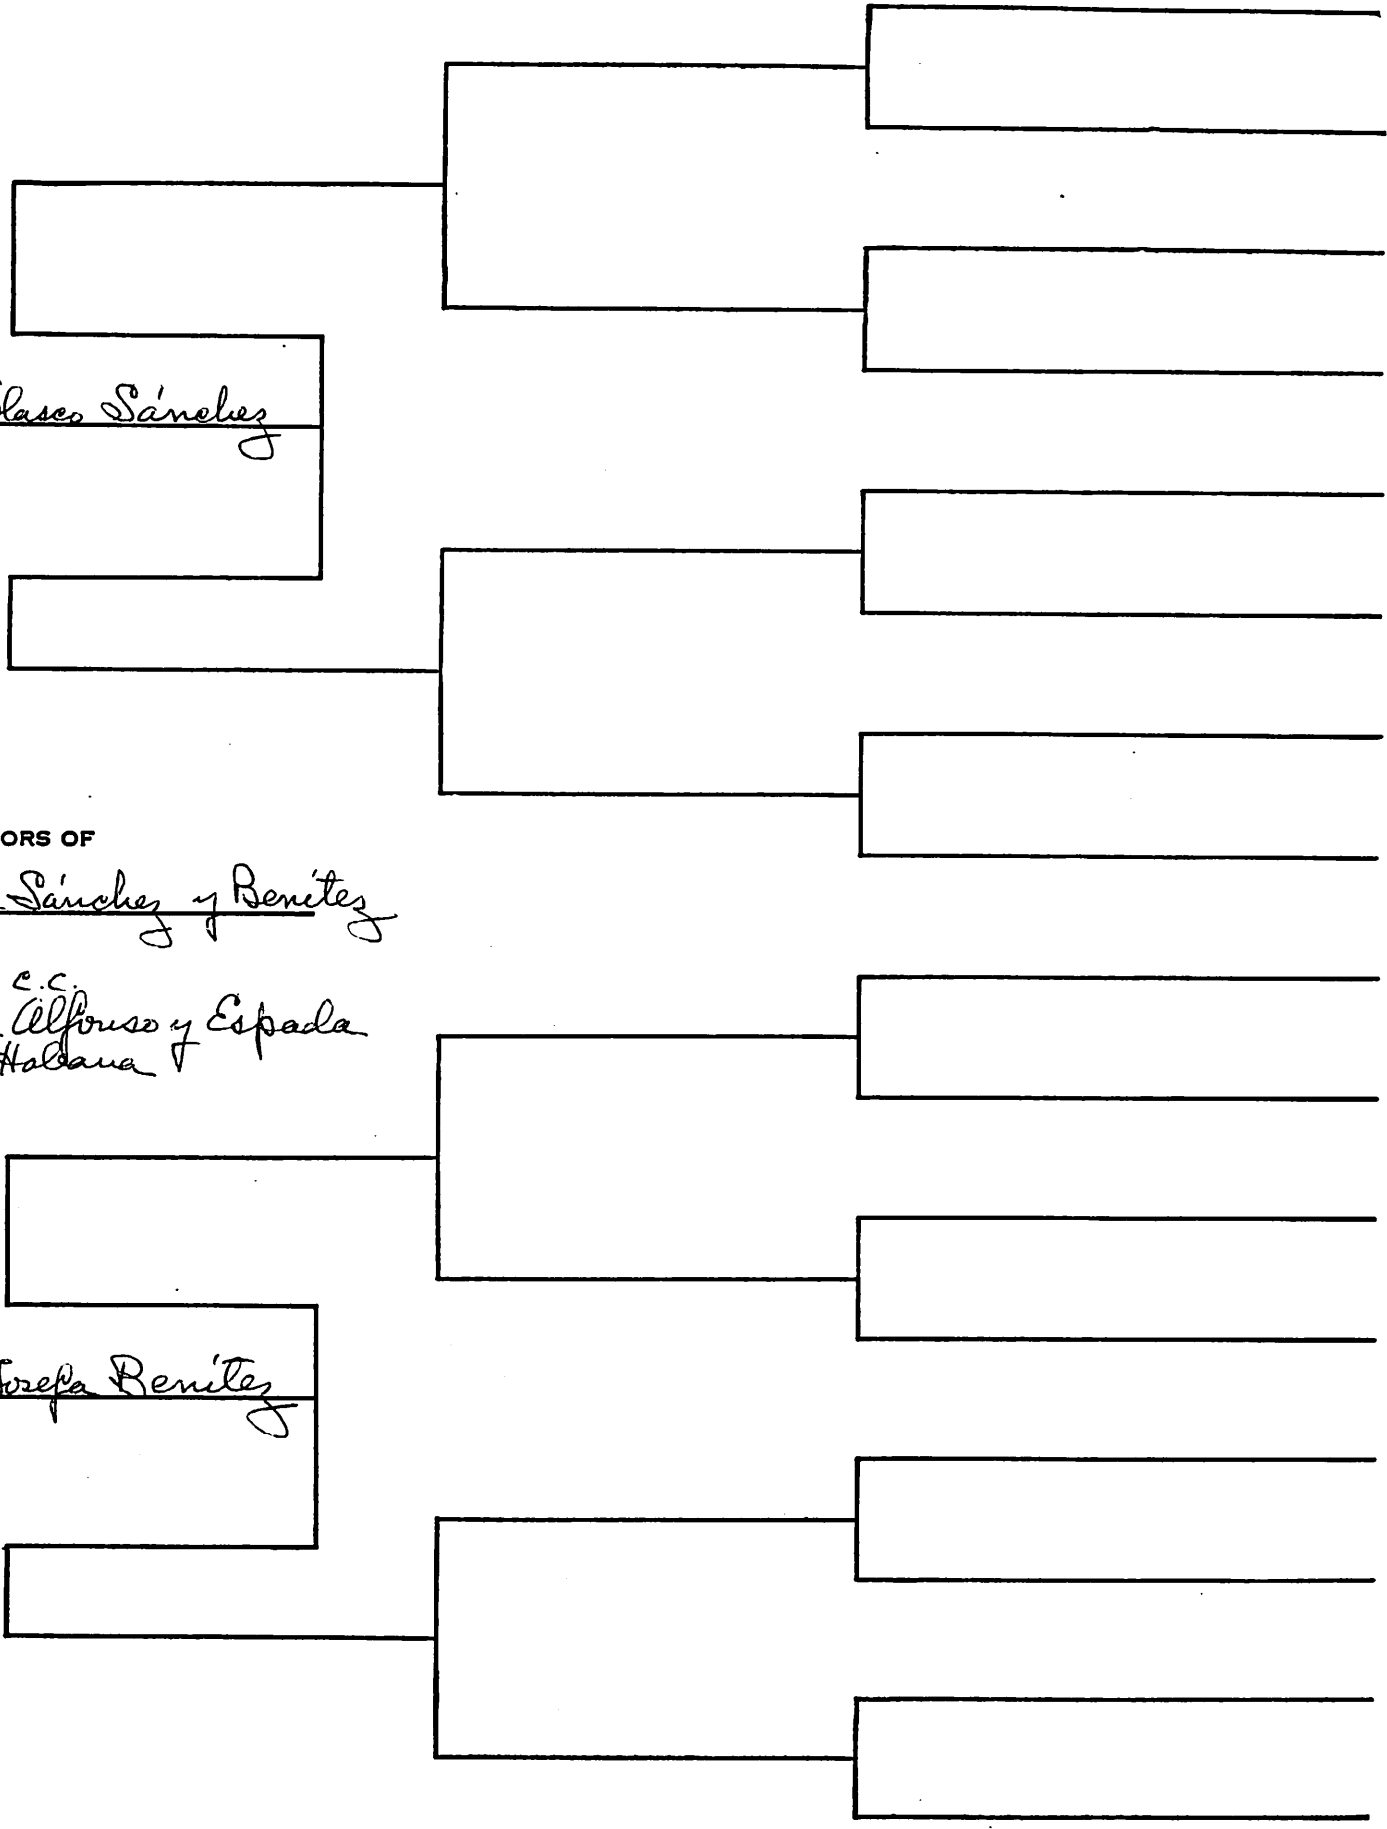 lasco Sánchez
ORS OF
Sánchez y Benítez
c.c.
Alfonso y Espada
Habana
Josefa Benítez